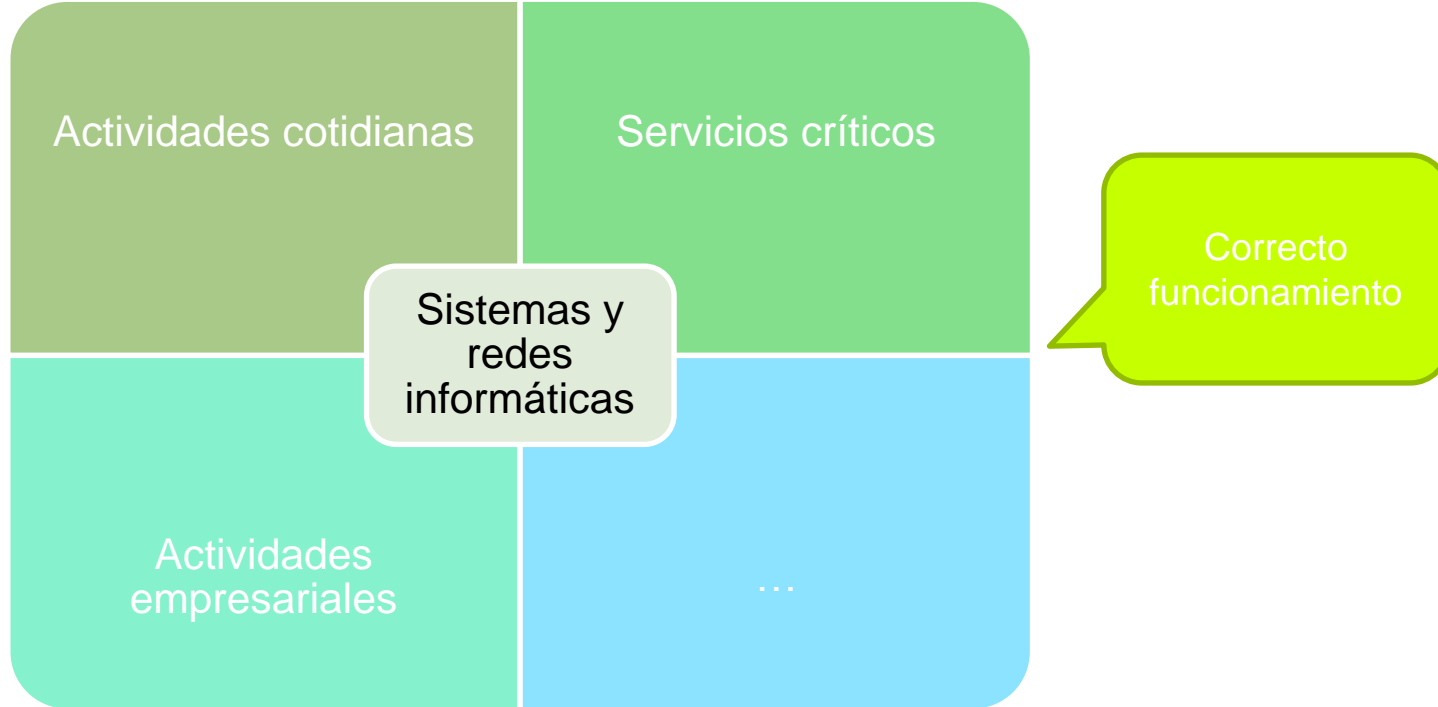 Actividades cotidianas
Servicios críticos
Sistemas y
redes
informáticas
Correcto
funcionamiento
Actividades
empresariales
…